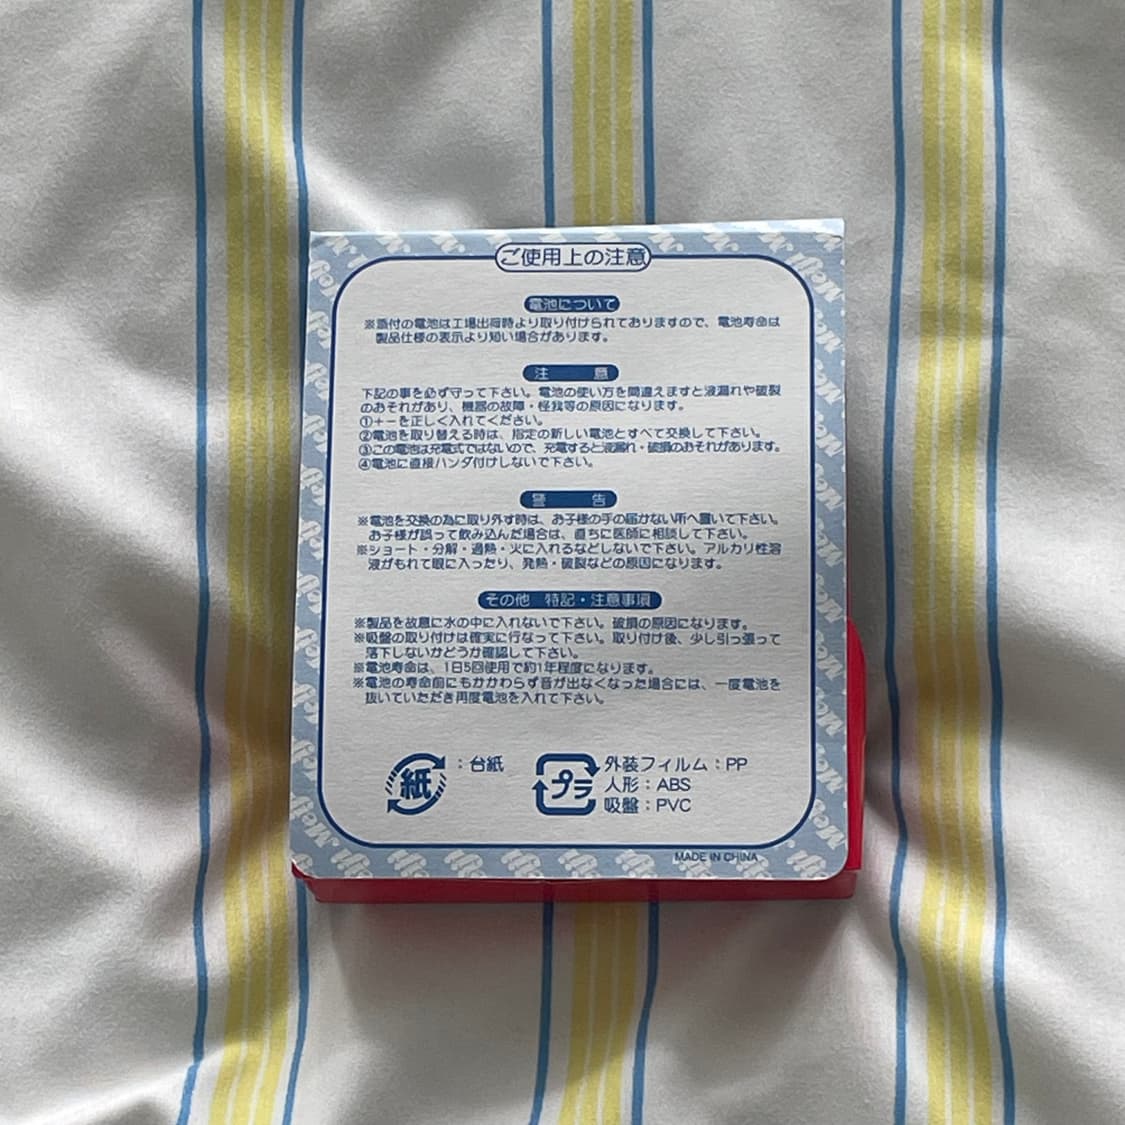 ご使用上の注意
電池について
※添付の電池は工場出荷時より取り付けられておりますので、電池寿命は
製品仕様の表示より短い場合があります。
注 意
下記の事を必ず守って下さい。電池の使い方を間違えますと液漏れや破裂
のおそれがあり、機器の故障・怪我等の原因になります。
①+−を正しく入れてください。
②電池を取り替える時は、指定の新しい電池とすべて交換して下さい。
③この電池は充電式ではないので、充電すると液漏れ・破損のおそれがあります。
④電池に直接ハンダ付けしないで下さい。
警 告
※電池を交換の為に取り外す時は、お子様の手の届かない所へ置いて下さい。
お子様が誤って飲み込んだ場合は、直ちに医師に相談して下さい。
※ショート・分解・過熱・火に入れるなどしないで下さい。アルカリ性溶
液がもれて眼に入ったり、発熱・破裂などの原因になります。
その他 特記・注意事項
※製品を故意に水の中に入れないで下さい。破損の原因になります。
※吸盤の取り付けは確実に行なって下さい。取り付け後、少し引っ張って
落下しないかどうか確認して下さい。
※電池寿命は、1日5回使用で約1年程度になります。
※電池の寿命前にもかかわらず音が出なくなった場合には、一度電池を
抜いていただき再度電池を入れて下さい。
紙:台紙
プラ 外装フィルム:PP
人形:ABS
吸盤:PVC
MADE IN CHINA